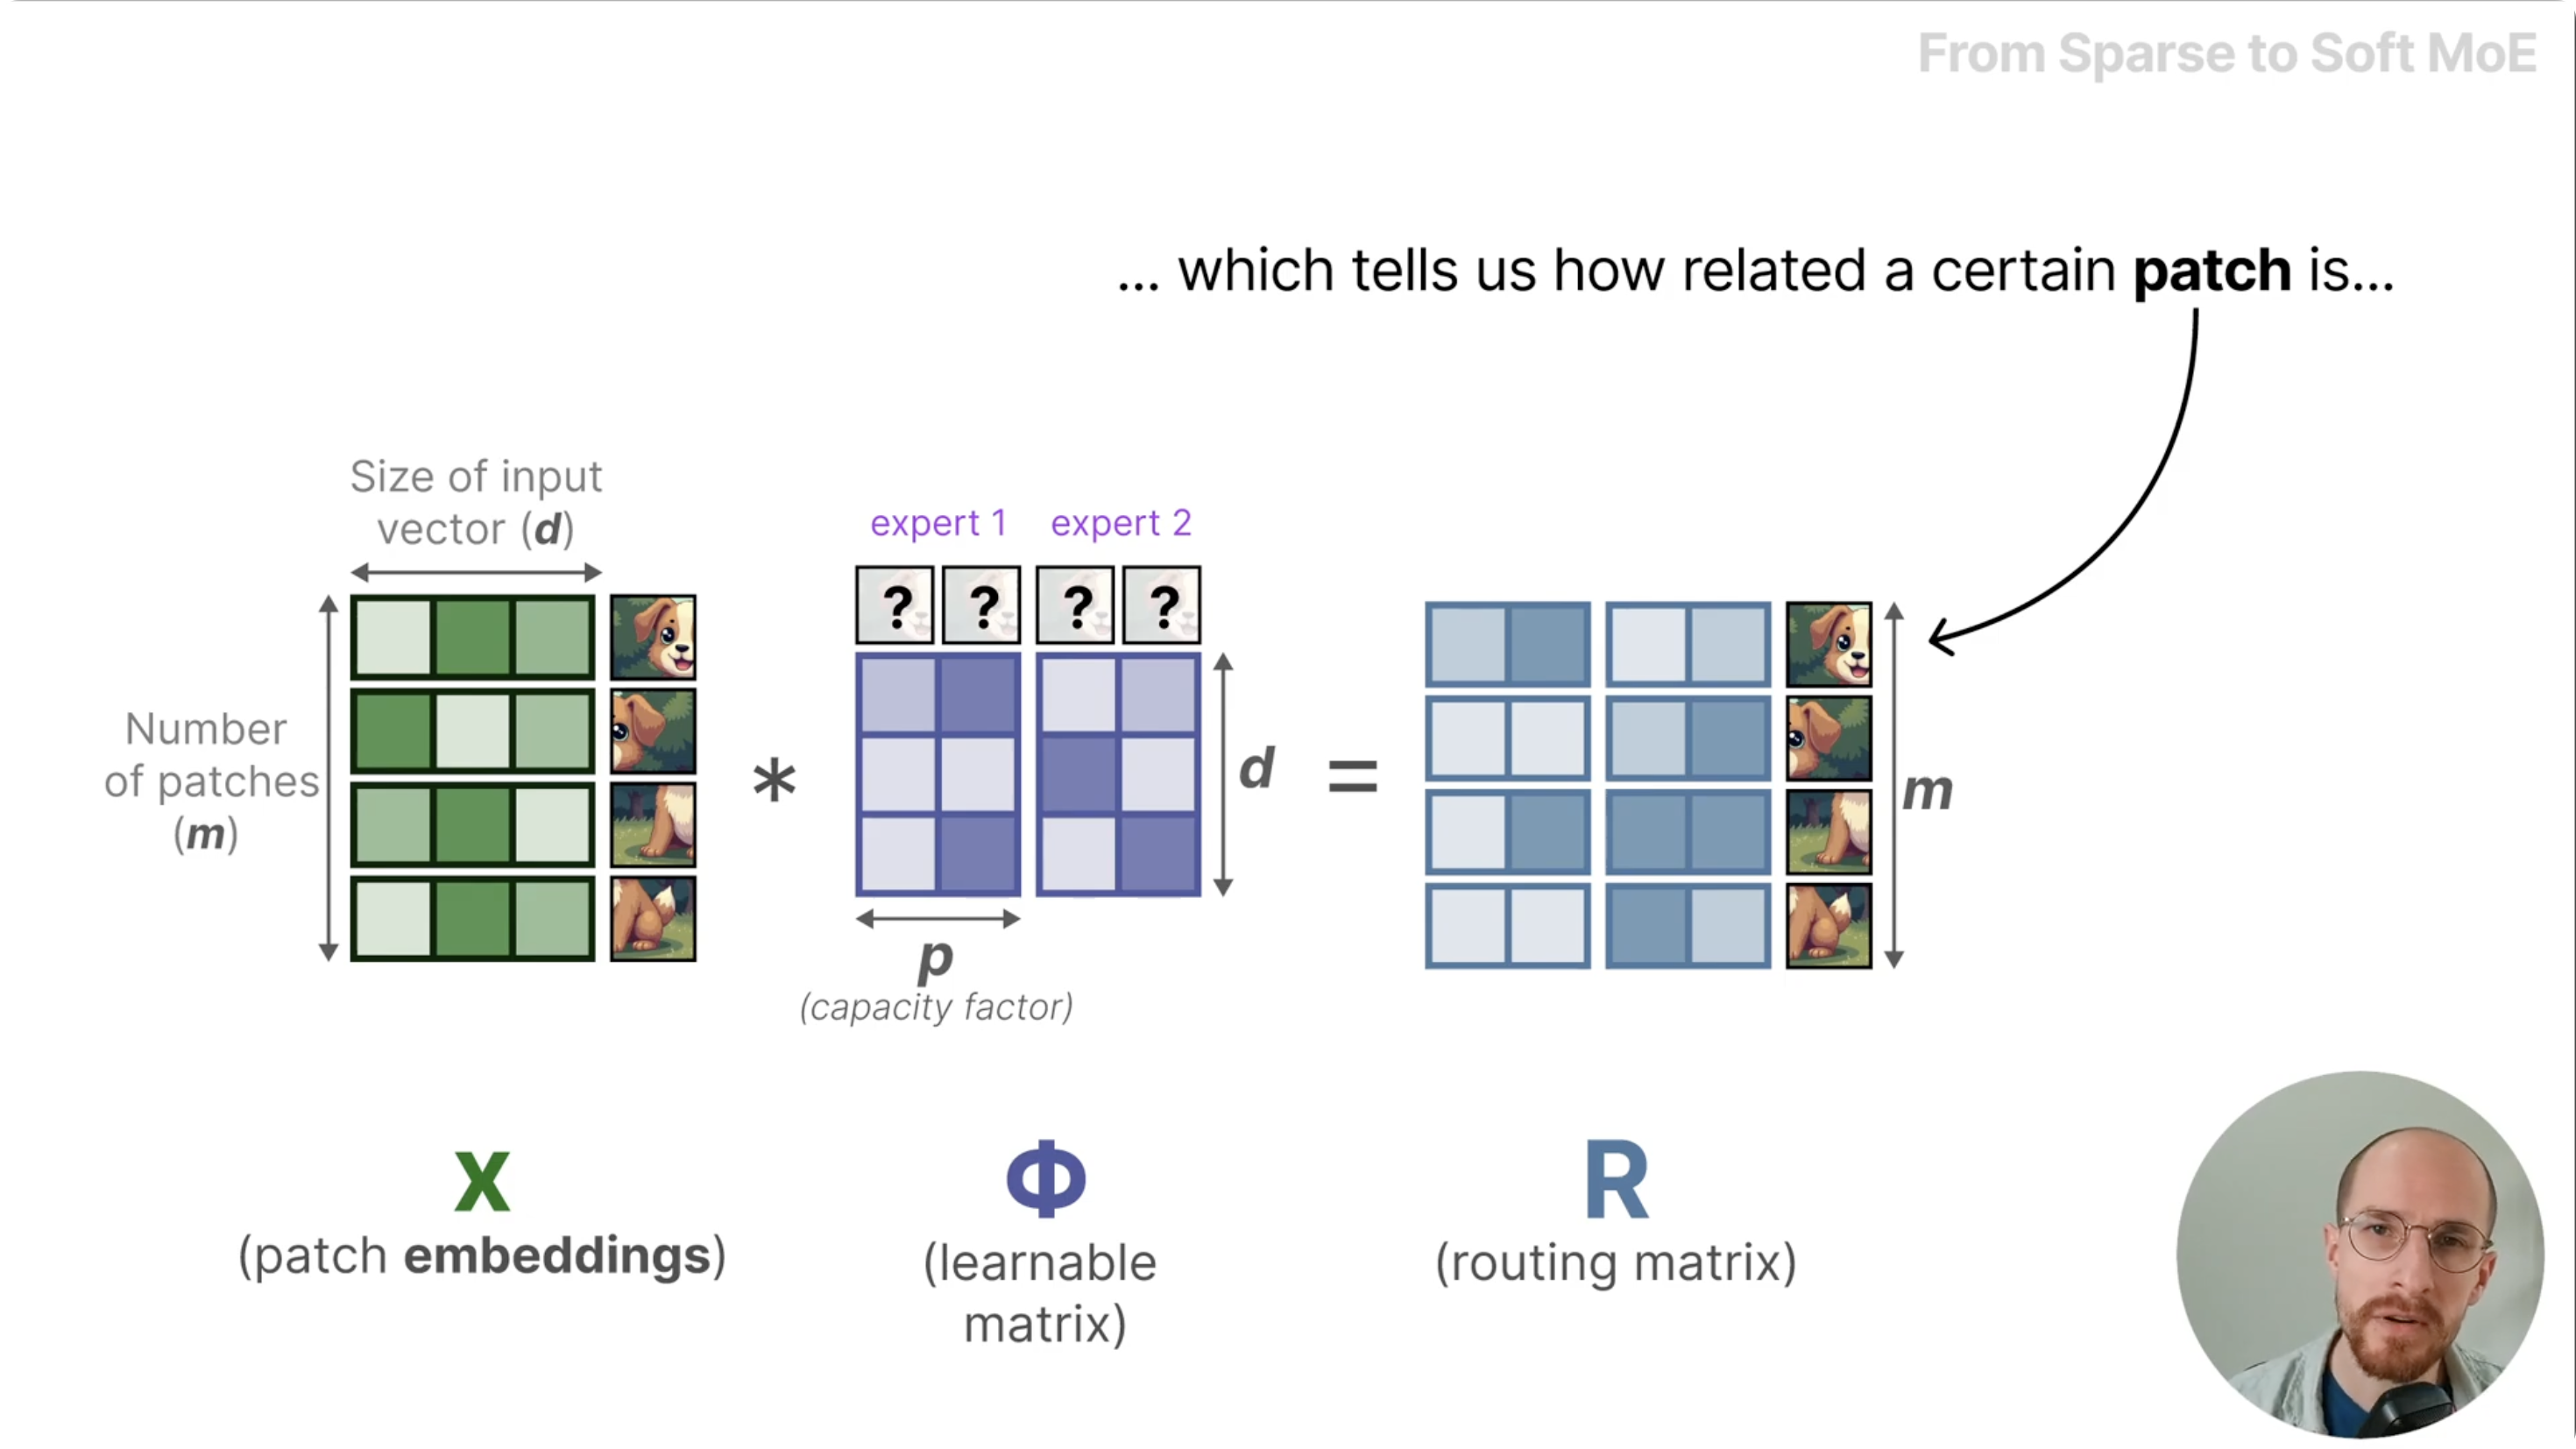 From Sparse to Soft MoE
... which tells us how related a certain patch is...
Size of input
vector (d)
expert 1
expert 2
? ? ? ?
Number
of patches
(m)
*
d
=
m
p
(capacity factor)
X
(patch embeddings)
Φ
(learnable
matrix)
R
(routing matrix)